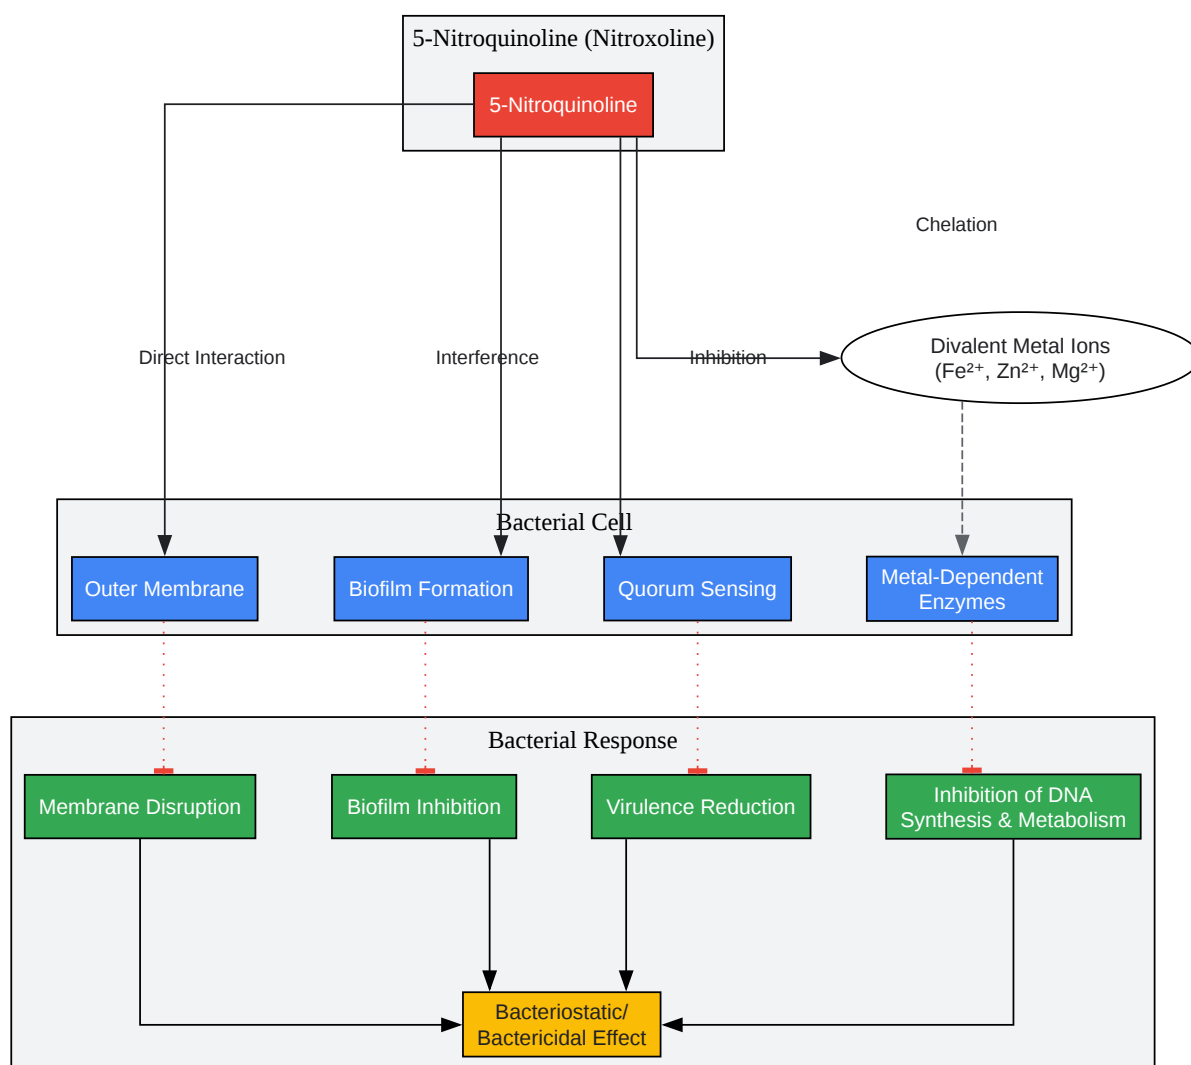 5-Nitroquinoline (Nitroxoline)
5-Nitroquinoline
Chelation
Direct Interaction
Interference
Inhibition
Divalent Metal Ions
(Fe²⁺, Zn²⁺, Mg²⁺)
Bacterial Cell
Outer Membrane
Biofilm Formation
Quorum Sensing
Metal-Dependent
Enzymes
Bacterial Response
Membrane Disruption
Biofilm Inhibition
Virulence Reduction
Inhibition of DNA
Synthesis & Metabolism
Bacteriostatic/
Bactericidal Effect